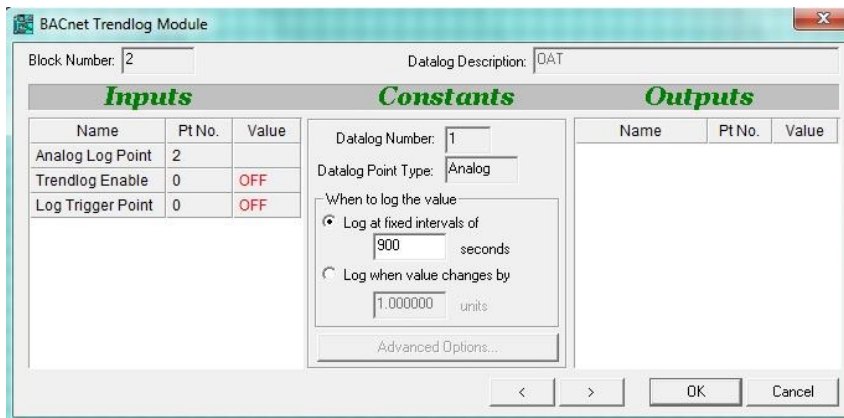 BACnet Trendlog Module
Block Number: 2
Datalog Description: OAT
Inputs
Constants
Outputs
Name Pt No. Value
Analog Log Point 2
Trendlog Enable 0 OFF
Log Trigger Point 0 OFF
Datalog Number: 1
Datalog Point Type: Analog
When to log the value
Log at fixed intervals of
900 seconds
Log when value changes by
1.000000 units
Advanced Options...
Name Pt No. Value
< > OK Cancel